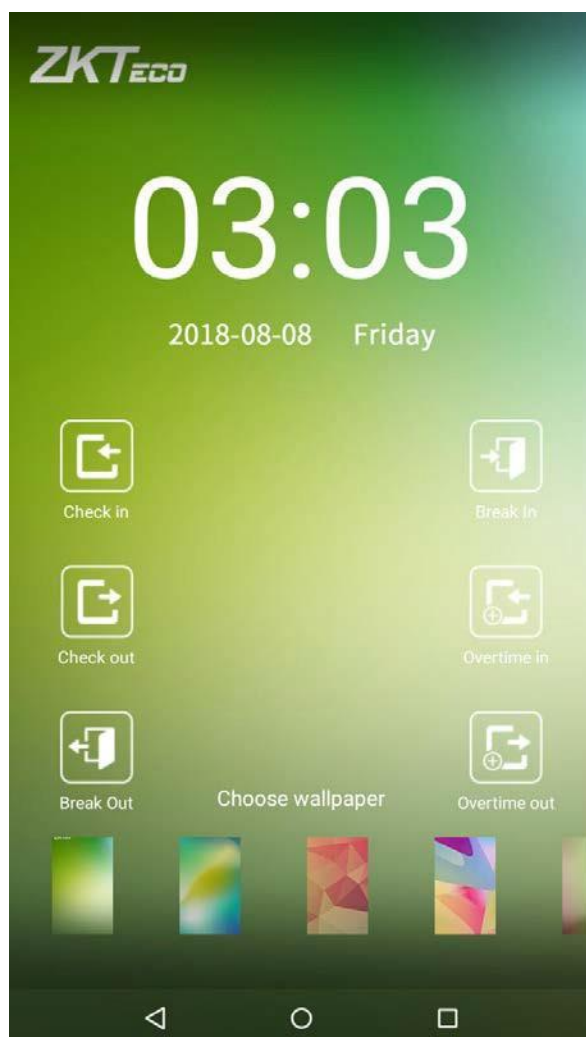 ZKTECO
03:03
2018-08-08 Friday
Check in
Break In
Check out
Overtime in
Break Out
Choose wallpaper
Overtime out